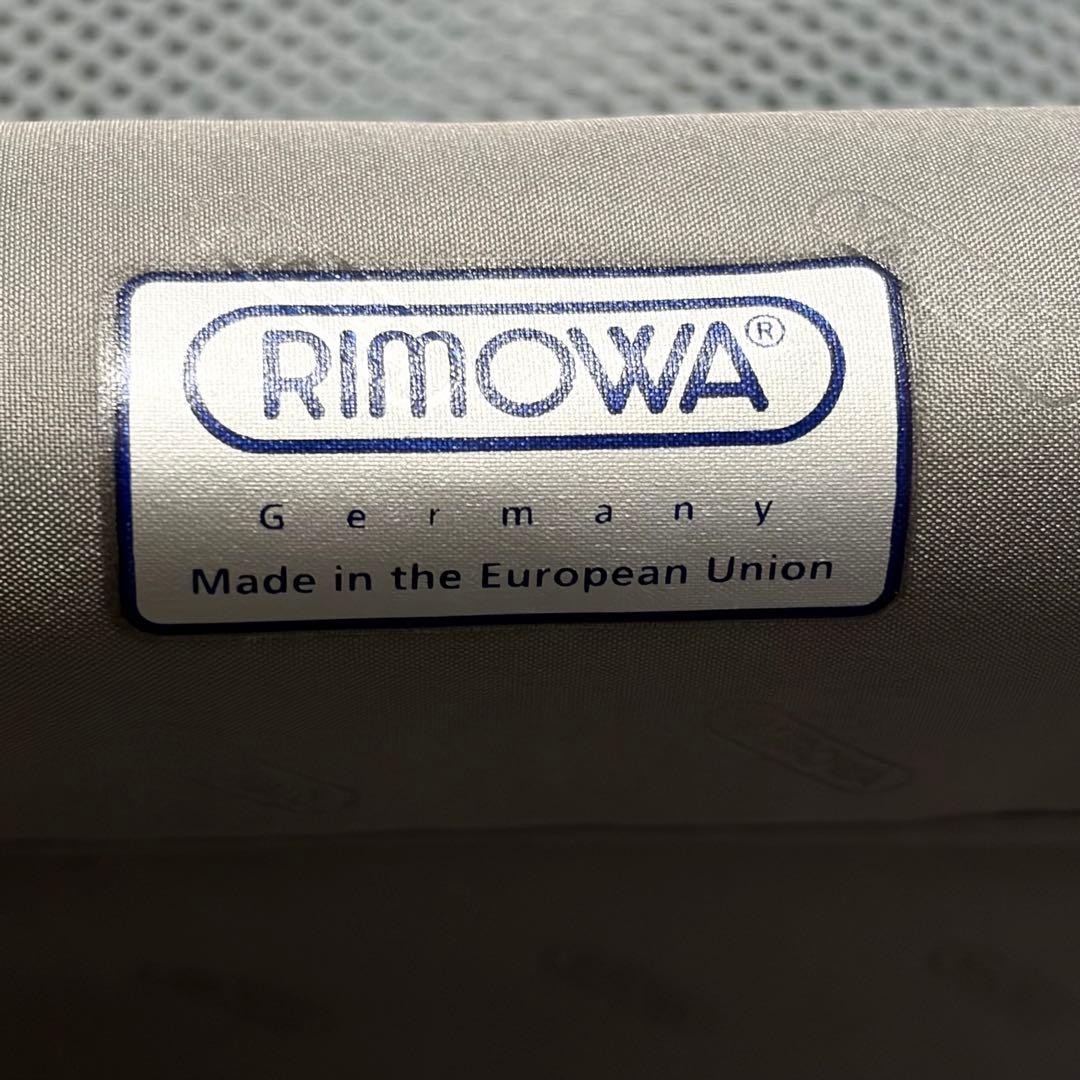 RIMOWA®
Germany
Made in the European Union